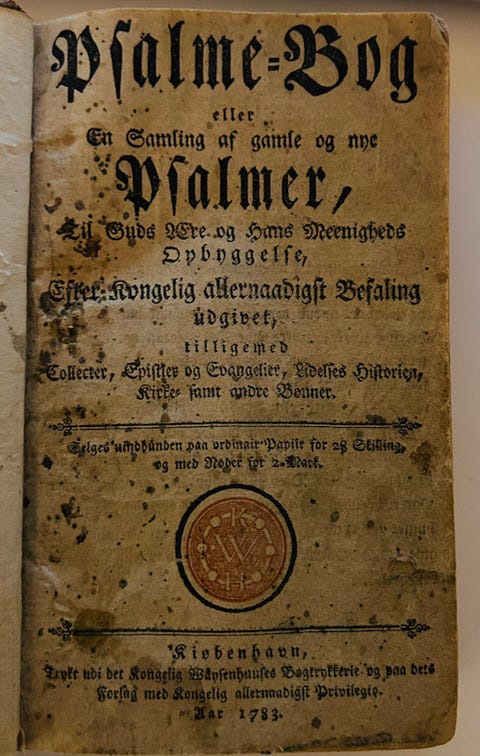 Psalme-Bog
eller
En Samling af gamle og nye
Psalmer,
Til Guds Ære og Hans Meenigheds
Opbyggelse,
Efter Kongelig allernaadigst Befaling
udgivet,
tilligemed
Collecter, Epistler og Evangelier, Lidelses Historien,
Kirke- samt andre Bønner.
Selges uindbunden paa ordinair Papiir for 28 Skilling,
og med Noder for 2-Mark.
K
W
H
Kiøbenhavn,
Trykt udi det Kongelig Wäysenhuuses Bogtrykkerie og paa dets
Forlag med Kongelig allernaadigst Privilegio.
Aar 1783.